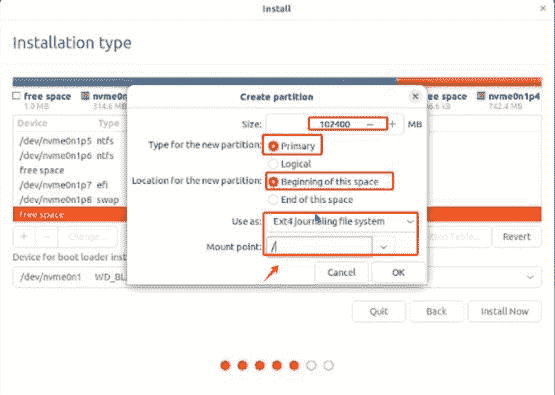 Install
Installation type
free space nvme0n free space nvme0n1p4
1.0 MB 314.6 M 6.6 kB 742.4 MB
Create partition
Size: 102400 − + MB
Type for the new partition: Primary
Logical
Location for the new partition: Beginning of this space
End of this space
Use as: Ext4 journaling file system
Mount point: /
Cancel OK
Device Type
/dev/nvme0n1p5 ntfs
/dev/nvme0n1p6 ntfs
free space
/dev/nvme0n1p7 efi
/dev/nvme0n1p8 swap
free space
+ − Change... Table... Revert
Device for boot loader inst
/dev/nvme0n1 WD_BL
Quit Back Install Now